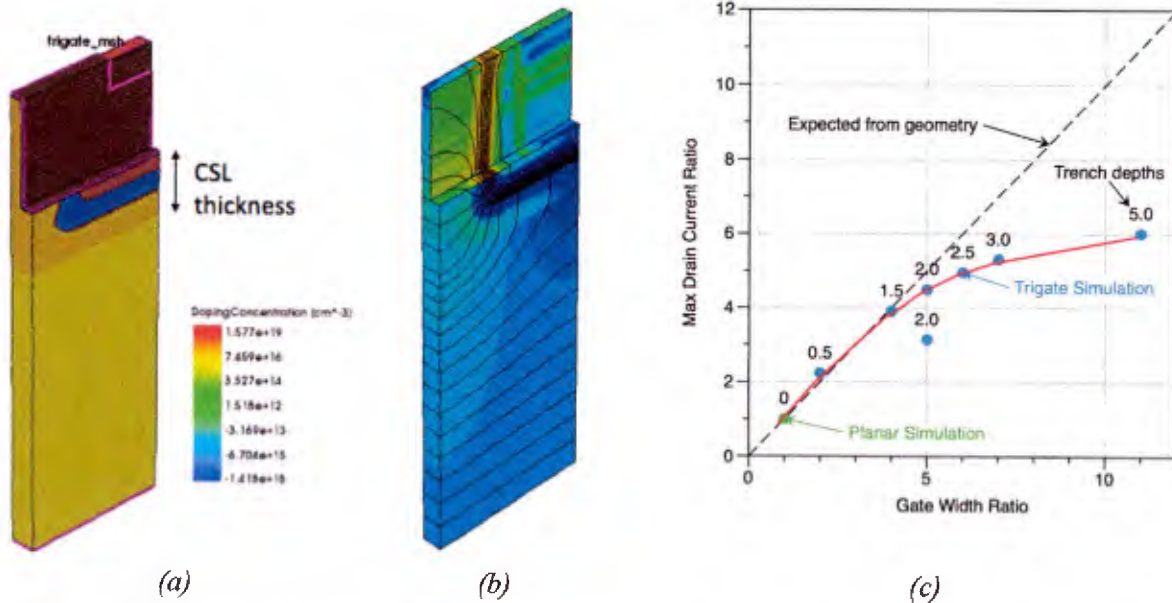 trigate_msh
CSL
thickness
DopingConcentration (cm^-3)
1.577e+19
7.659e+16
3.527e+14
1.518e+12
-3.169e+13
-6.704e+15
-1.418e+18
(a)
(b)
Max Drain Current Ratio
12
10
8
6
4
2
0
0
5
10
Gate Width Ratio
Expected from geometry
Trench depths
5.0
3.0
2.5
2.0
1.5
2.0
0.5
0
Trigate Simulation
Planar Simulation
(c)